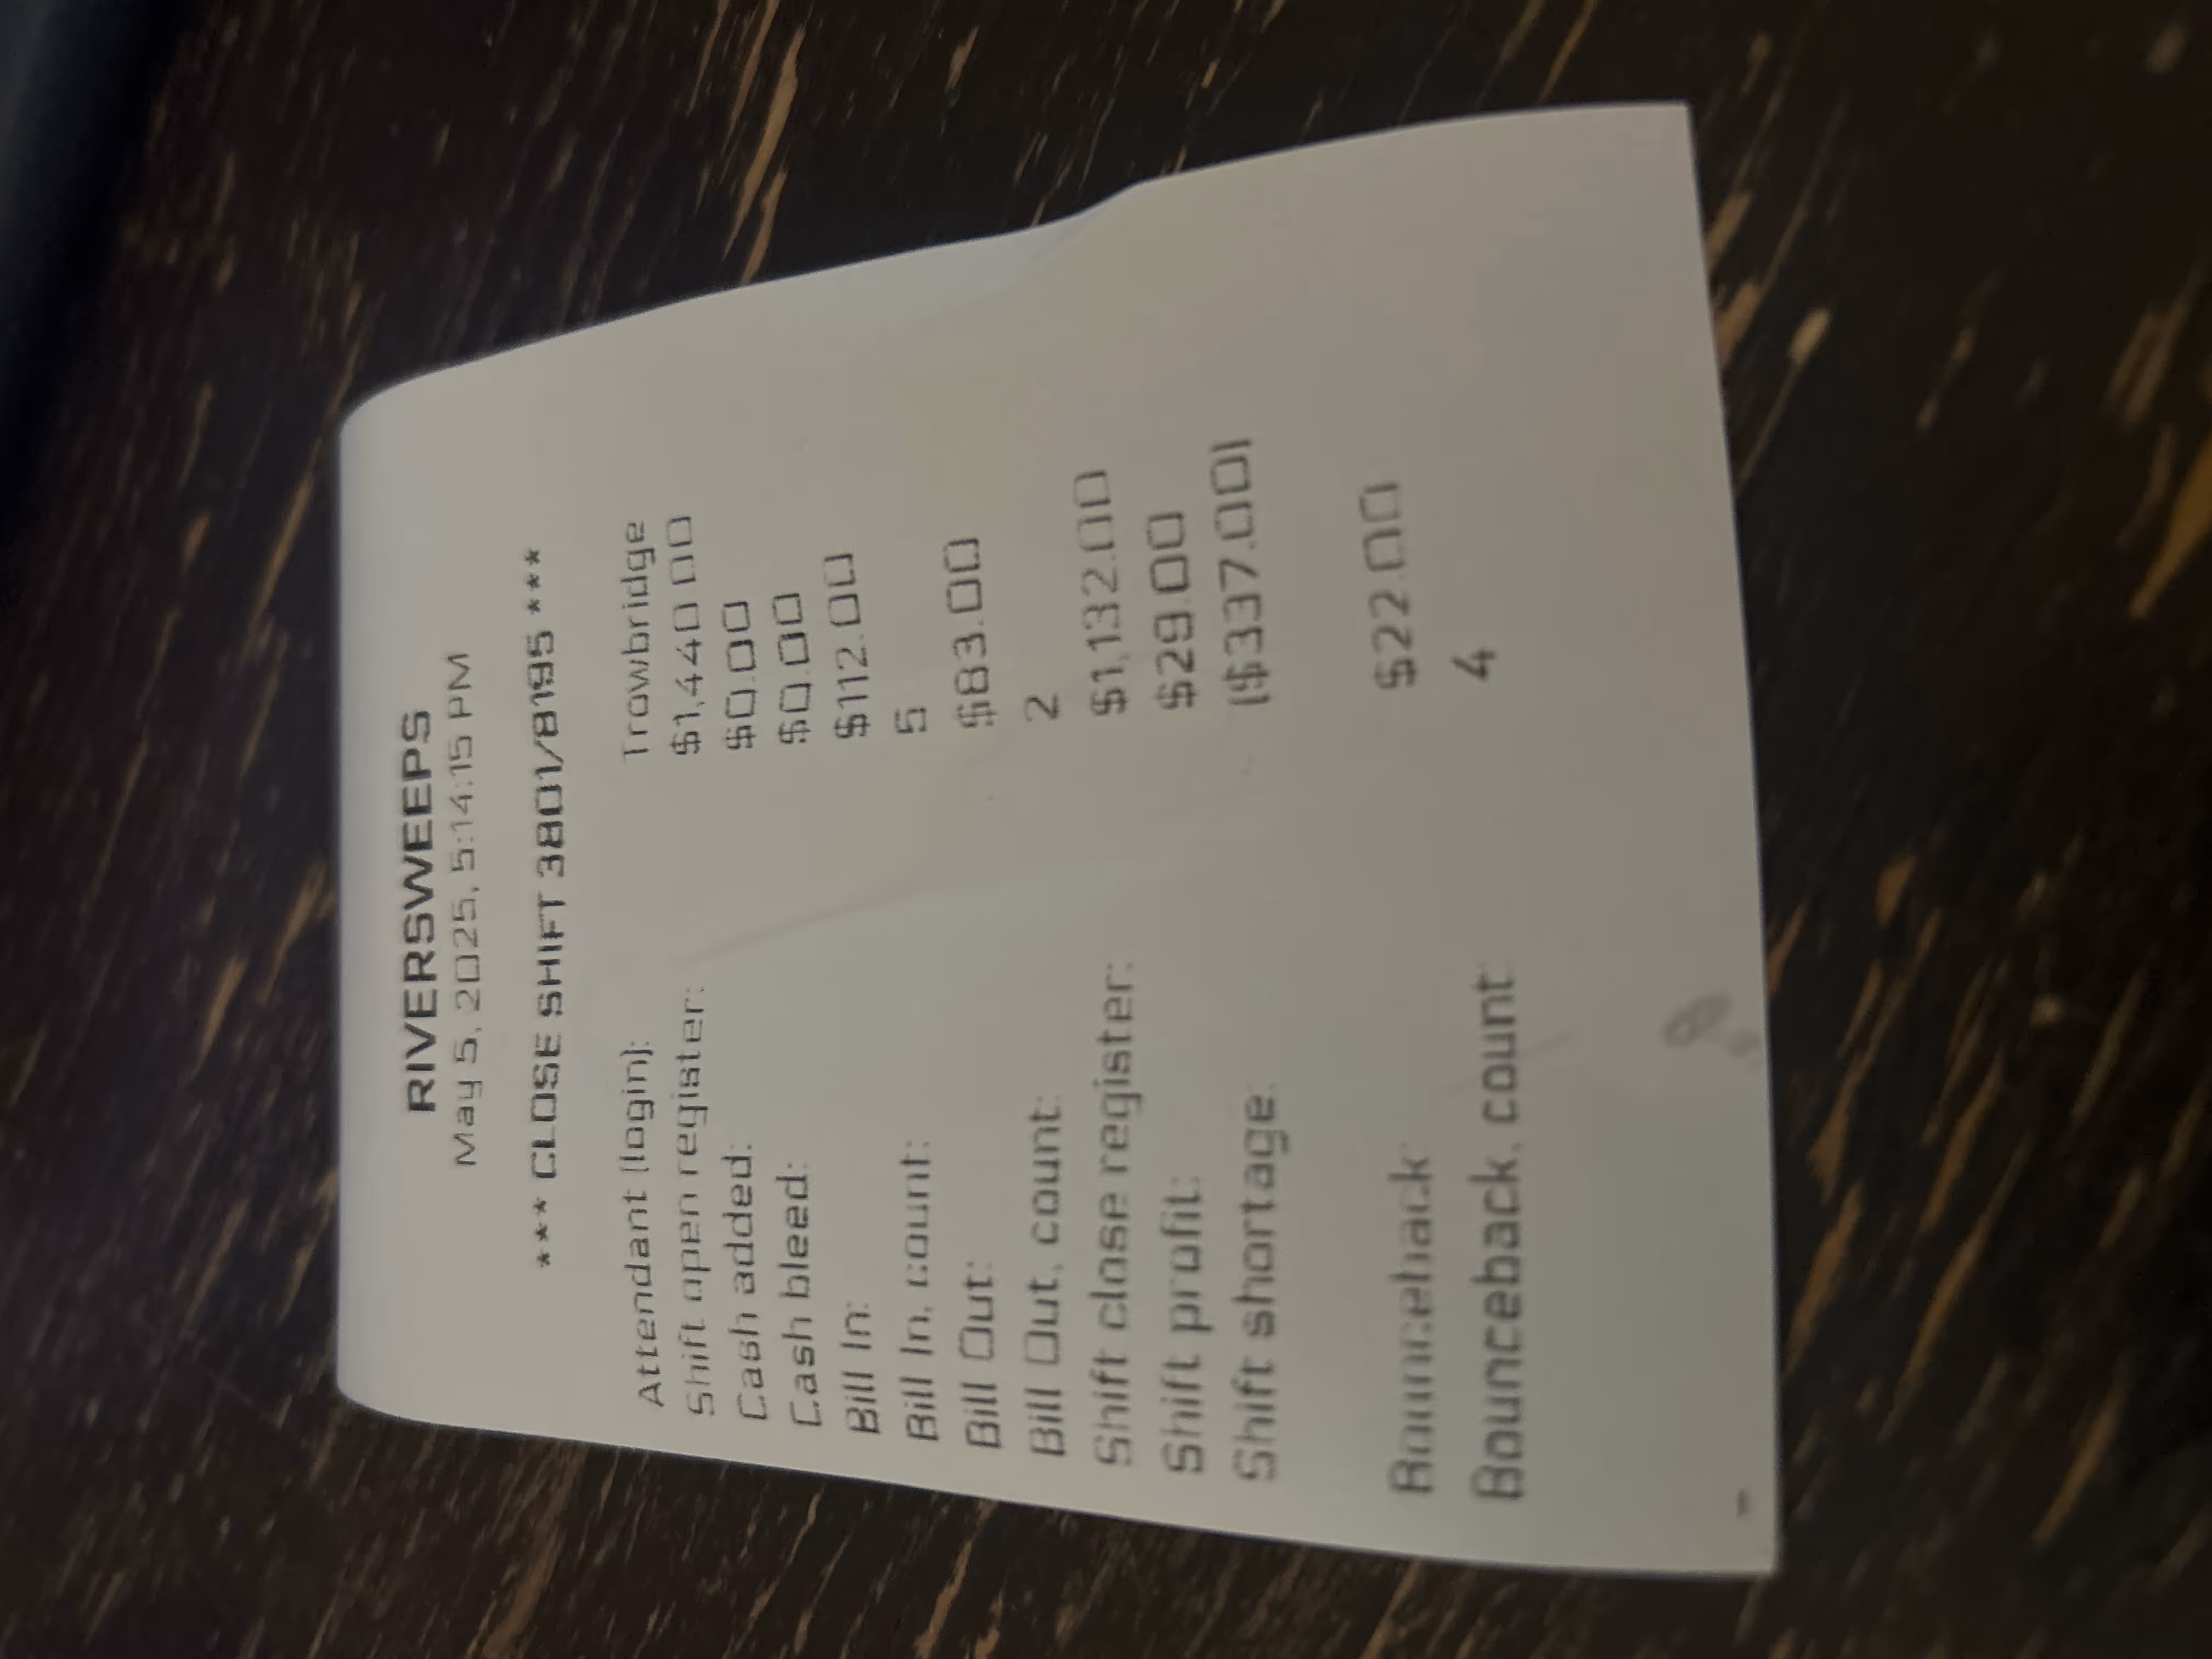 RIVERSWEEPS
May 5, 2025, 5:14:15 PM
*** CLOSE SHIFT 3801/8195 ***
Attendant (login): Trowbridge
Shift open register: $1,440.00
Cash added: $0.00
Cash bleed: $0.00
Bill In: $112.00
Bill In, count: 5
Bill Out: $83.00
Bill Out, count: 2
Shift close register: $1,132.00
Shift profit: $29.00
Shift shortage: ($337.00)
Bounceback: $22.00
Bounceback, count: 4